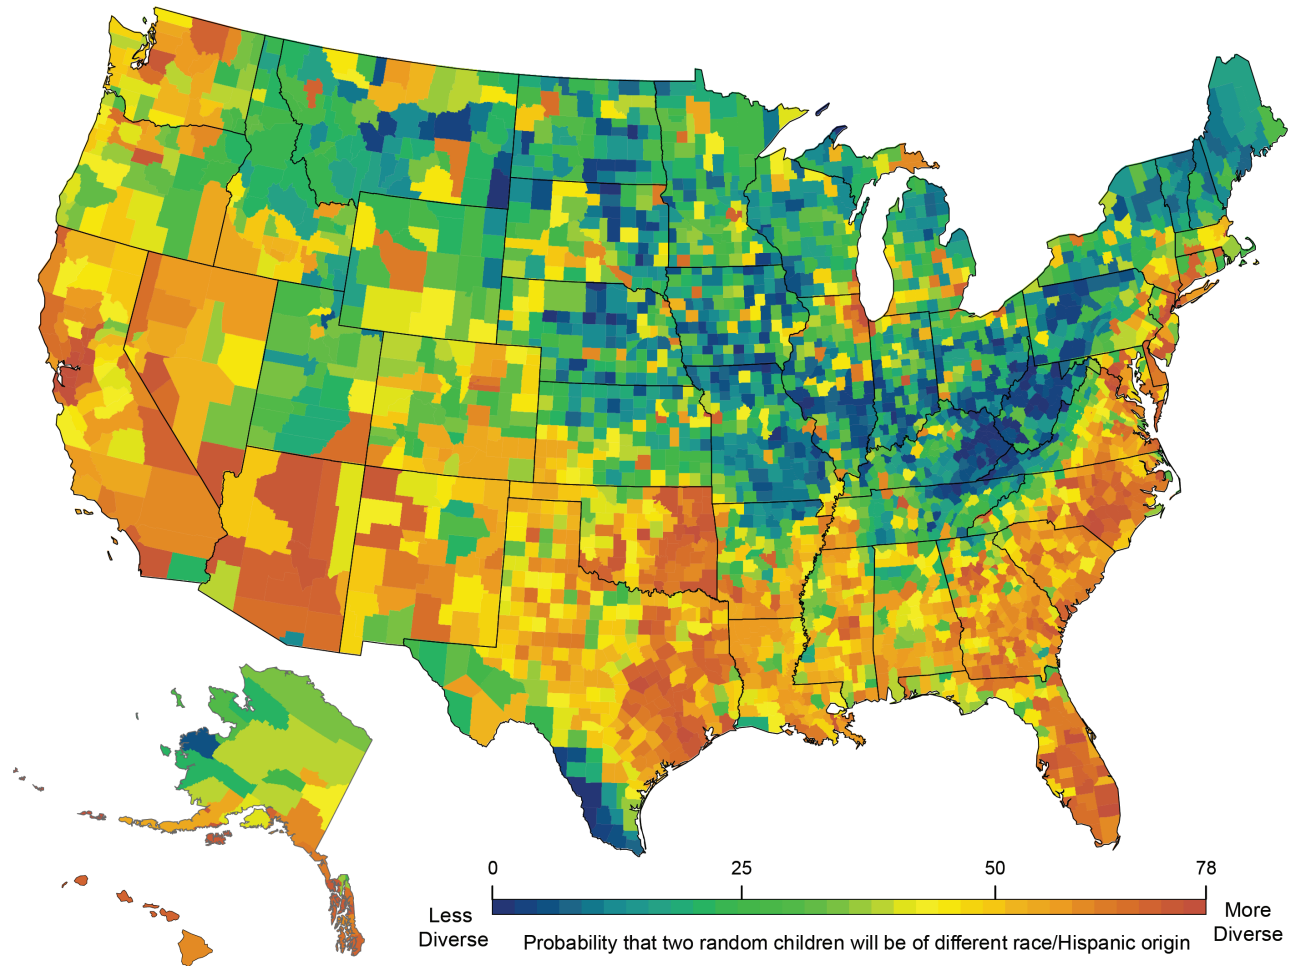 0 25 50 78
Less Diverse
More Diverse
Probability that two random children will be of different race/Hispanic origin